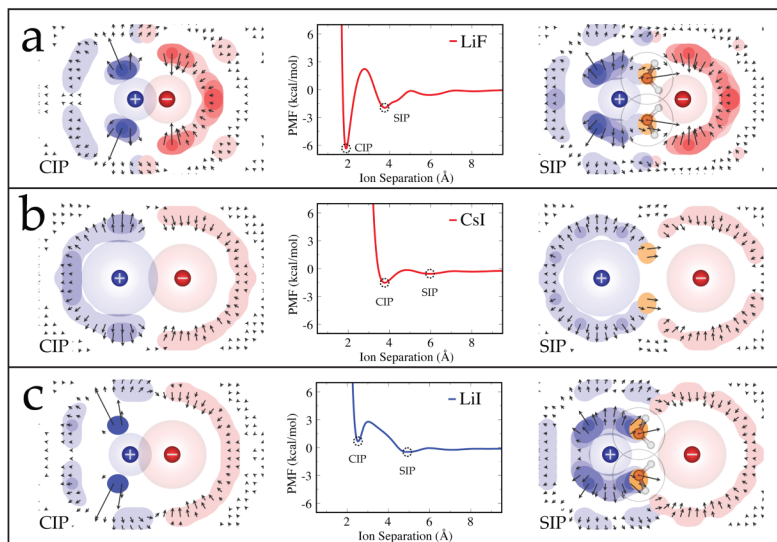 a
CIP
+
−
PMF (kcal/mol)
6
3
0
-3
-6
LiF
CIP
SIP
2 4 6 8
Ion Separation (Å)
+
−
SIP
b
CIP
+
−
PMF (kcal/mol)
6
3
0
-3
-6
CsI
CIP
SIP
2 4 6 8
Ion Separation (Å)
+
−
SIP
c
CIP
+
−
PMF (kcal/mol)
6
3
0
-3
-6
LiI
CIP
SIP
2 4 6 8
Ion Separation (Å)
+
−
SIP